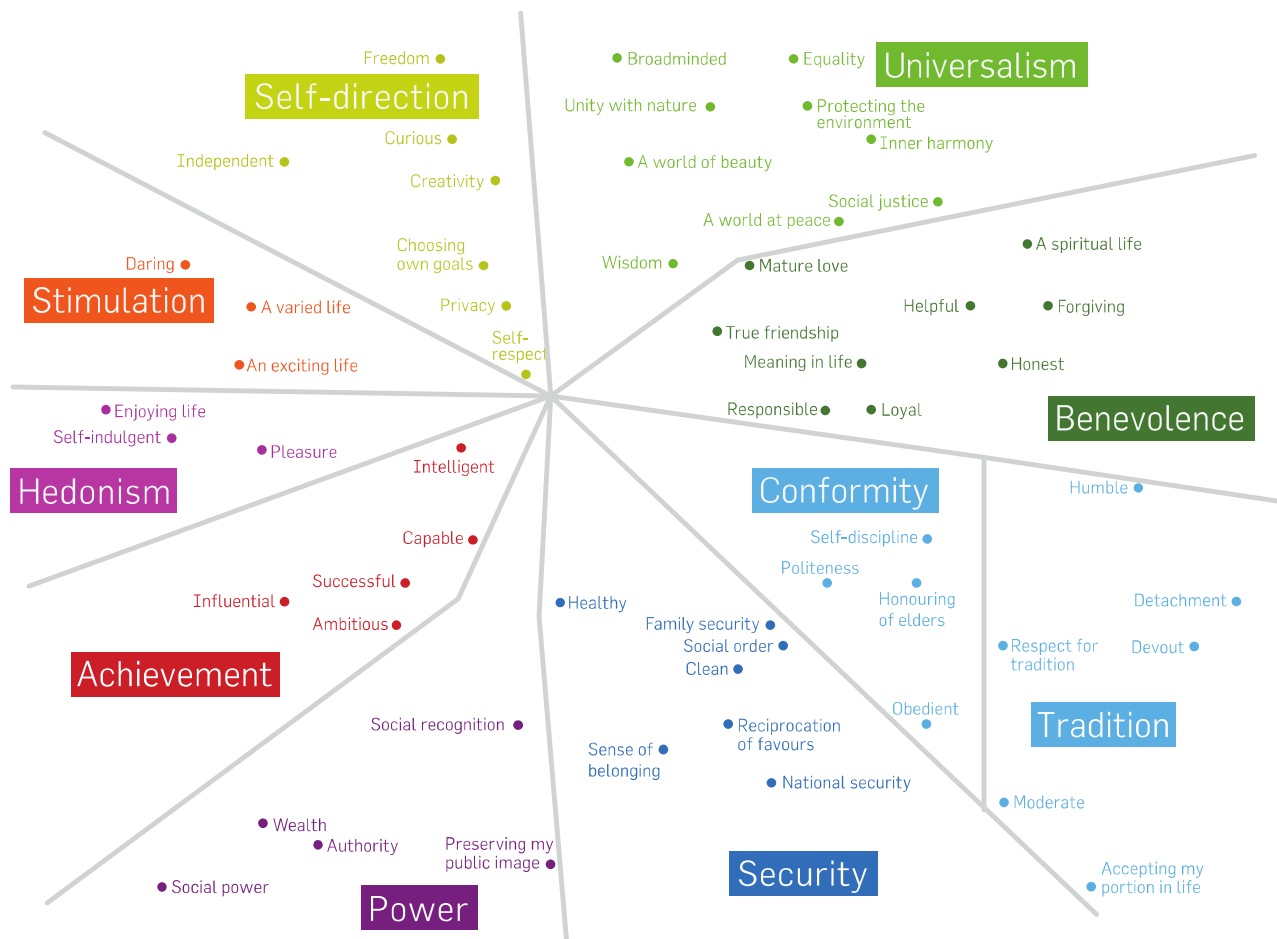 Freedom
Self-direction
Curious
Independent
Creativity
Choosing
own goals
Privacy
Self-
respect
Broadminded
Equality
Universalism
Unity with nature
Protecting the
environment
Inner harmony
A world of beauty
Social justice
A world at peace
Wisdom
Daring
Stimulation
A varied life
An exciting life
A spiritual life
Mature love
Helpful
Forgiving
True friendship
Meaning in life
Honest
Responsible
Loyal
Benevolence
Enjoying life
Self-indulgent
Pleasure
Hedonism
Intelligent
Capable
Successful
Influential
Ambitious
Achievement
Conformity
Self-discipline
Politeness
Honouring
of elders
Obedient
Humble
Detachment
Respect for
tradition
Devout
Tradition
Moderate
Accepting my
portion in life
Healthy
Family security
Social order
Clean
Reciprocation
of favours
Sense of
belonging
National security
Security
Social recognition
Wealth
Authority
Preserving my
public image
Social power
Power